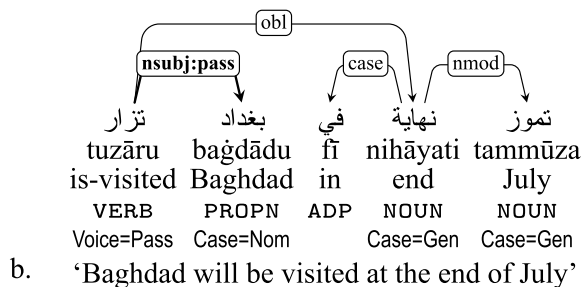 obl
nsubj:pass case nmod
تزار بغداد في نهاية تموز
tuzāru baġdādu fī nihāyati tammūza
is-visited Baghdad in end July
VERB PROPN ADP NOUN NOUN
Voice=Pass Case=Nom Case=Gen Case=Gen
b. ‘Baghdad will be visited at the end of July’